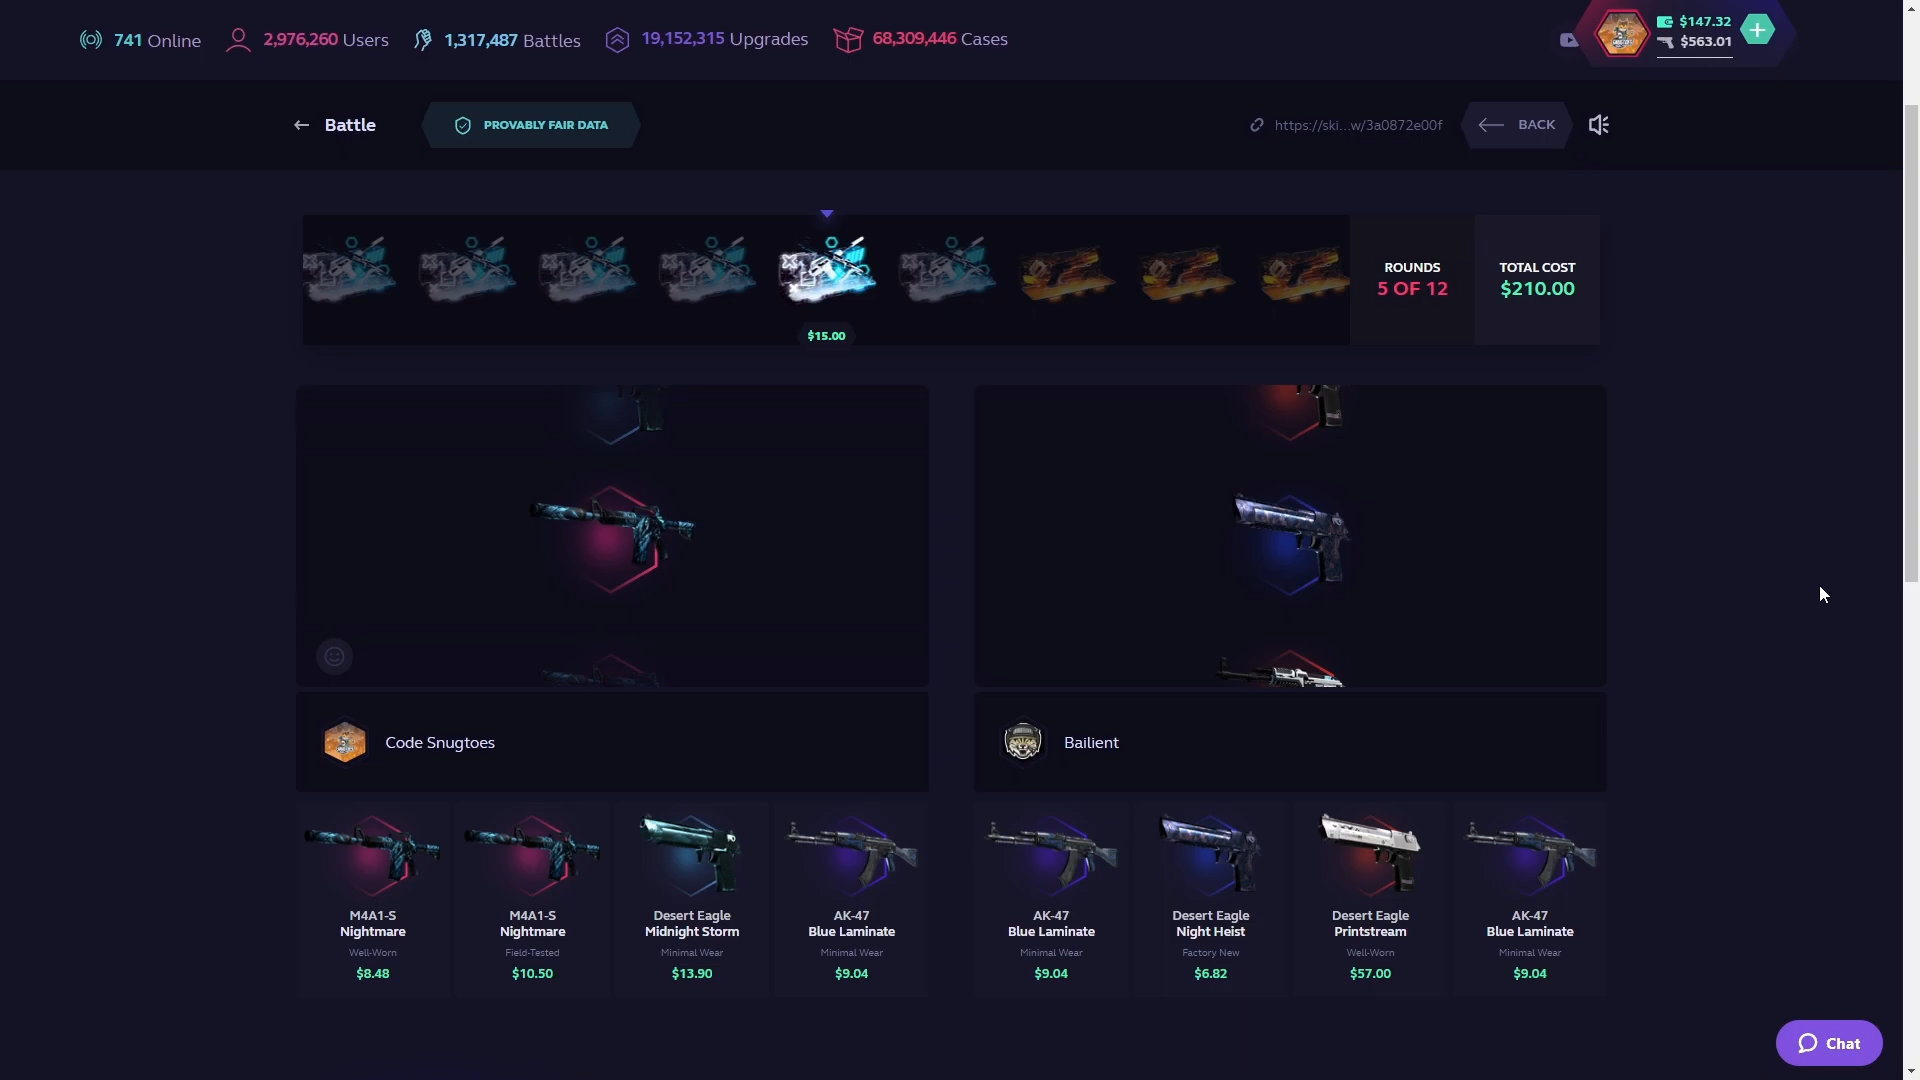 741 Online
2,976,260 Users
1,317,487 Battles
19,152,315 Upgrades
68,309,446 Cases
$147.32
$563.01
Battle
PROVABLY FAIR DATA
https://ski...w/3a0872e00f
BACK
ROUNDS
5 OF 12
TOTAL COST
$210.00
$15.00
Code Snugtoes
Bailient
M4A1-S
Nightmare
Well-Worn
$8.48
M4A1-S
Nightmare
Field-Tested
$10.50
Desert Eagle
Midnight Storm
Minimal Wear
$13.90
AK-47
Blue Laminate
Minimal Wear
$9.04
AK-47
Blue Laminate
Minimal Wear
$9.04
Desert Eagle
Night Heist
Factory New
$6.82
Desert Eagle
Printstream
Well-Worn
$57.00
AK-47
Blue Laminate
Minimal Wear
$9.04
Chat